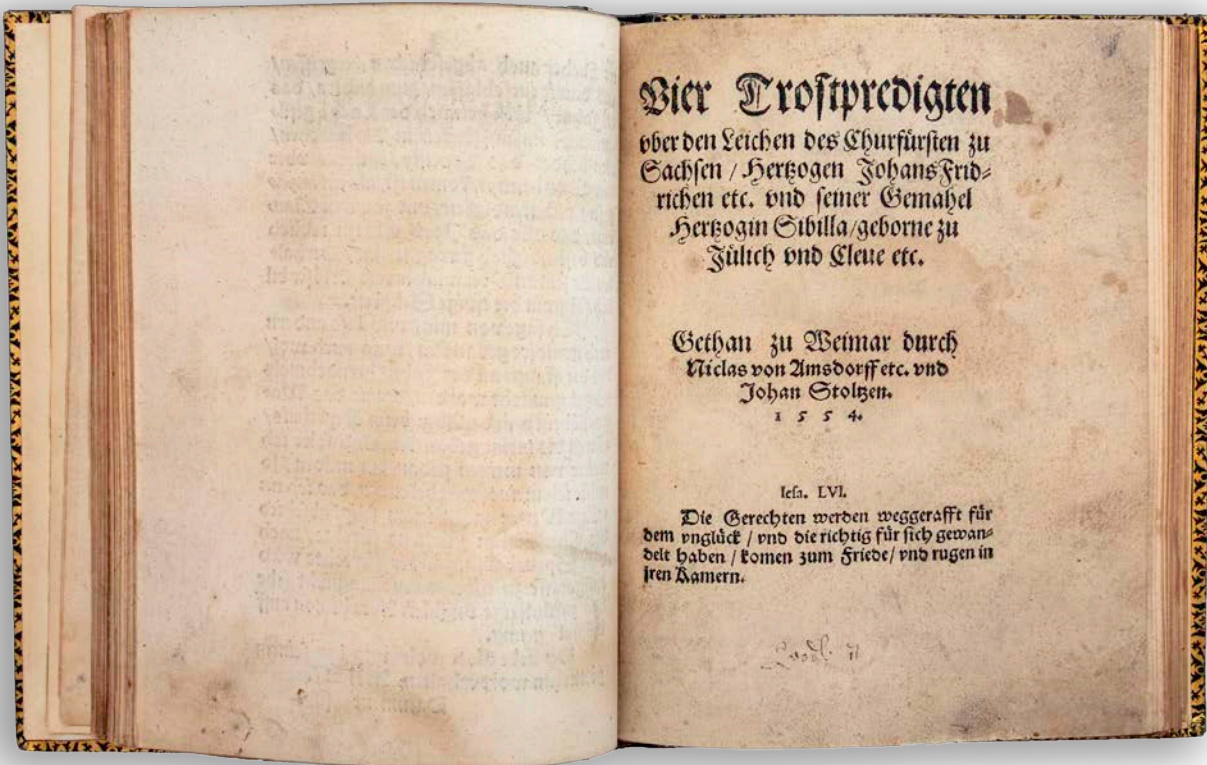 Vier Trostpredigten
vber den Leichen des Churfürsten zu
Sachsen / Hertzogen Johans Frid⸗
richen etc. vnd seiner Gemahel
Hertzogin Sibilla/geborne zu
Jülich vnd Cleue etc.
Gethan zu Weimar durch
Niclas von Amsdorff etc. vnd
Johan Stoltzen.
1 5 5 4.
Iesa. LVI.
Die Gerechten werden weggerafft für
dem vnglück / vnd die richtig für sich gewan⸗
delt haben / komen zum Friede/ vnd rugen in
jren Kamern.